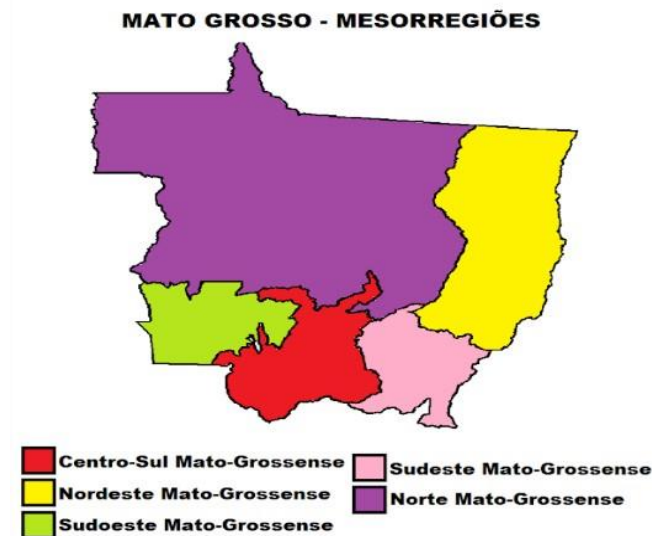 MATO GROSSO - MESORREGIÕES
Centro-Sul Mato-Grossense
Nordeste Mato-Grossense
Sudoeste Mato-Grossense
Sudeste Mato-Grossense
Norte Mato-Grossense